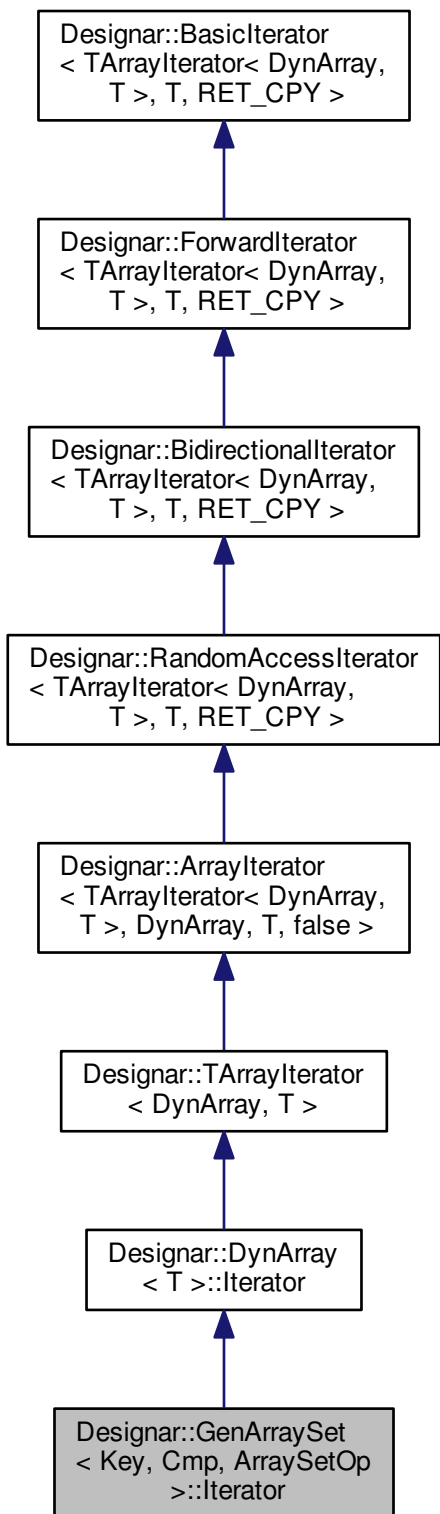 Designar::BasicIterator
< TArrayIterator< DynArray,
T >, T, RET_CPY >
Designar::ForwardIterator
< TArrayIterator< DynArray,
T >, T, RET_CPY >
Designar::BidirectionalIterator
< TArrayIterator< DynArray,
T >, T, RET_CPY >
Designar::RandomAccessIterator
< TArrayIterator< DynArray,
T >, T, RET_CPY >
Designar::ArrayIterator
< TArrayIterator< DynArray,
T >, DynArray, T, false >
Designar::TArrayIterator
< DynArray, T >
Designar::DynArray
< T >::Iterator
Designar::GenArraySet
< Key, Cmp, ArraySetOp
>::Iterator